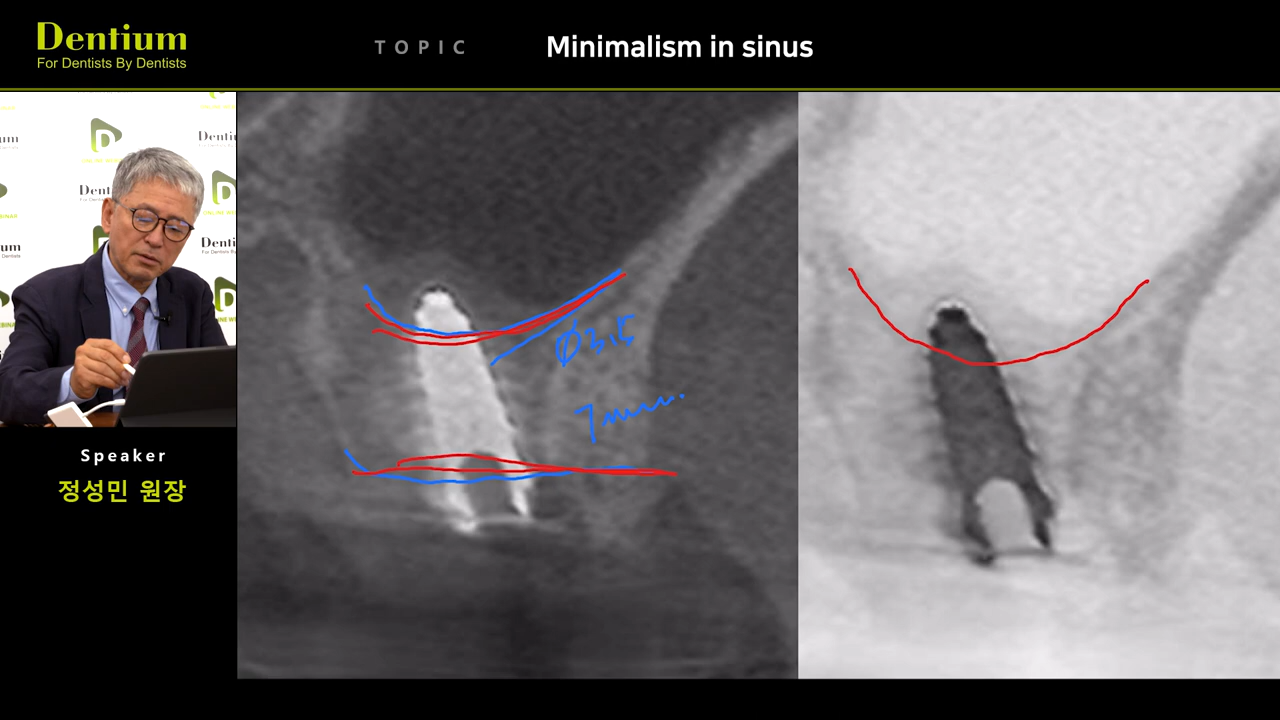 Dentium
For Dentists By Dentists
TOPIC
Minimalism in sinus
Ø3.5
7mm.
Speaker
정성민 원장